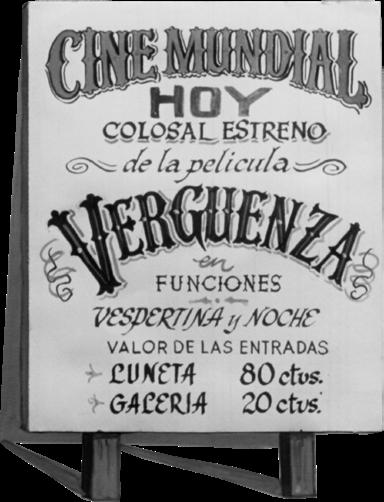 CINE MUNDIAL
HOY
COLOSAL ESTRENO
de la pelicula
VERGUENZA
en
FUNCIONES
VESPERTINA y NOCHE
VALOR DE LAS ENTRADAS
LUNETA 80 ctvs.
GALERIA 20 ctvs.